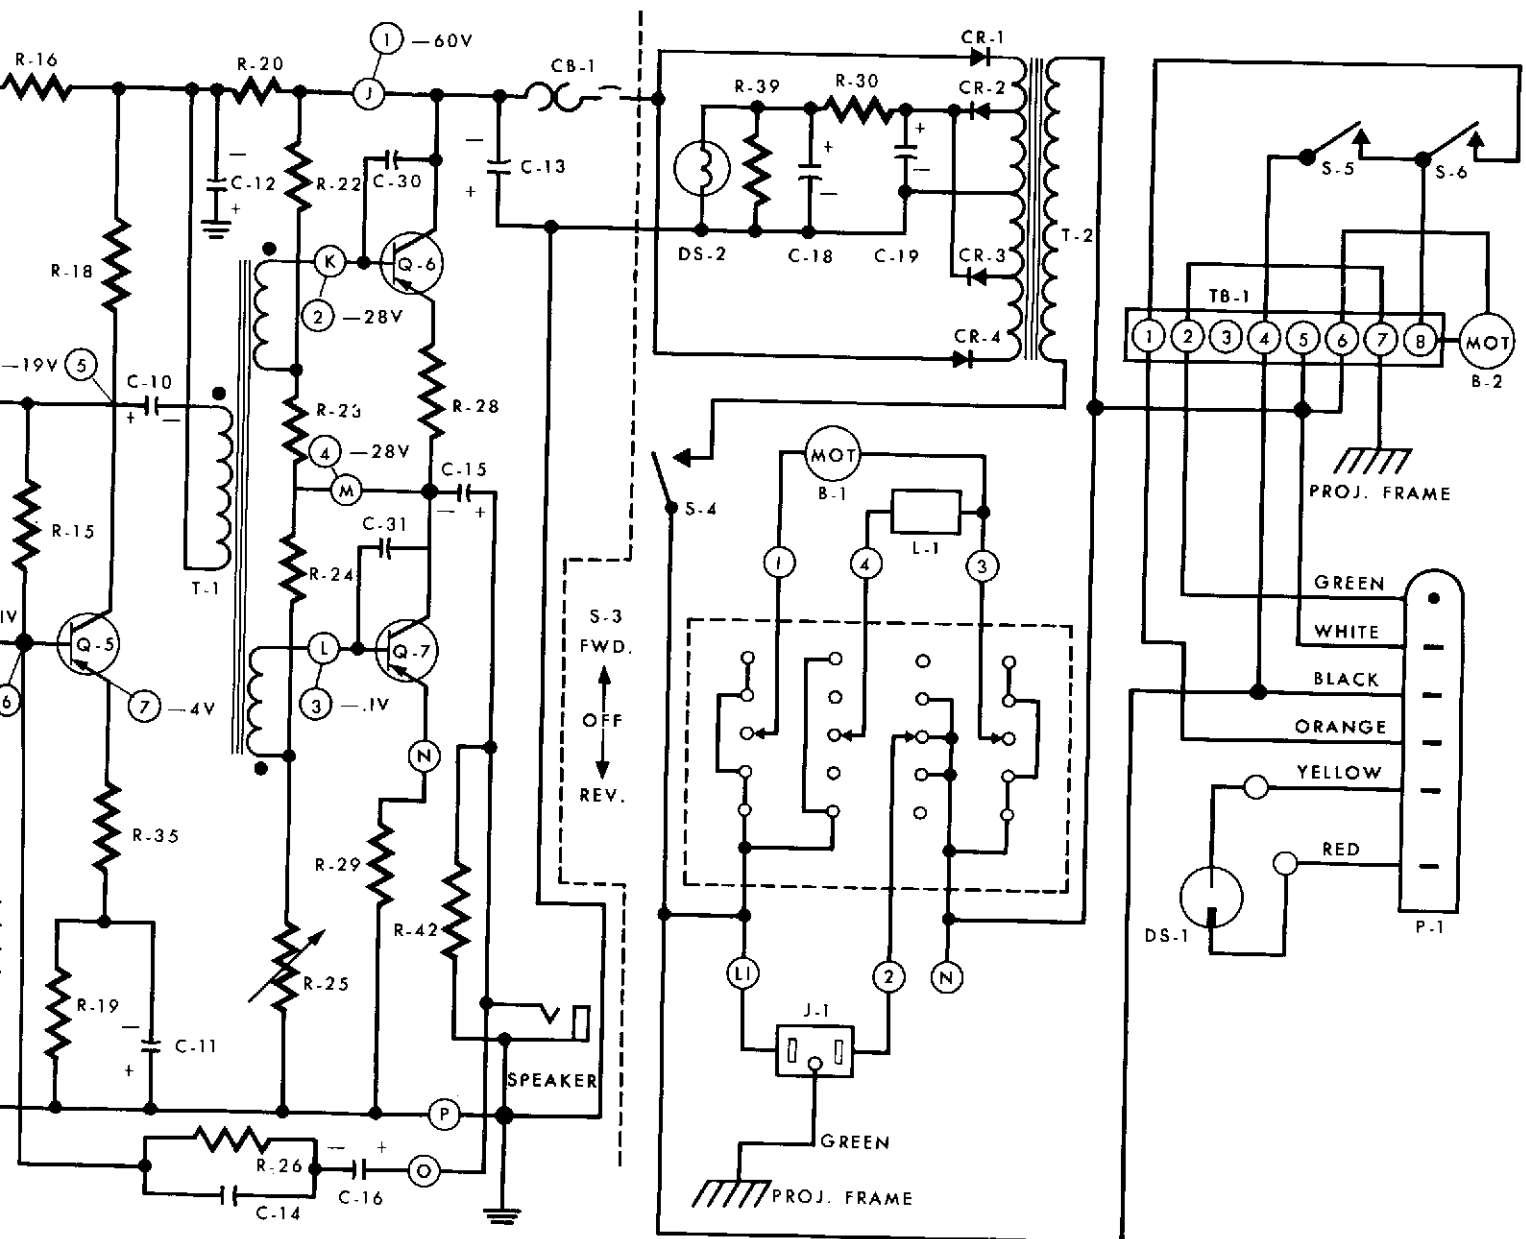 1 —60V
R-16
R-20
J
CB-1
CR-1
R-39
R-30
CR-2
C-12
+
—
R-22
C-30
C-13
—
+
+
—
+
—
S-5
S-6
R-18
K
Q-6
DS-2
C-18
C-19
CR-3
T-2
2 —28V
TB-1
1 2 3 4 5 6 7 8
MOT
B-2
CR-4
—19V 5
C-10
+ —
R-23
R-28
4 —28V
M
C-15
— +
MOT
B-1
PROJ. FRAME
R-15
C-31
S-4
L-1
T-1
R-24
1 4 3
GREEN
IV
Q-5
L
Q-7
S-3
FWD.
OFF
REV.
WHITE
6
7 —4V
3 —.1V
BLACK
N
ORANGE
YELLOW
R-35
R-29
RED
R-42
DS-1
P-1
R-19
—
+
C-11
R-25
L1
2
N
J-1
SPEAKER
P
GREEN
R-26
— +
C-16
O
C-14
PROJ. FRAME